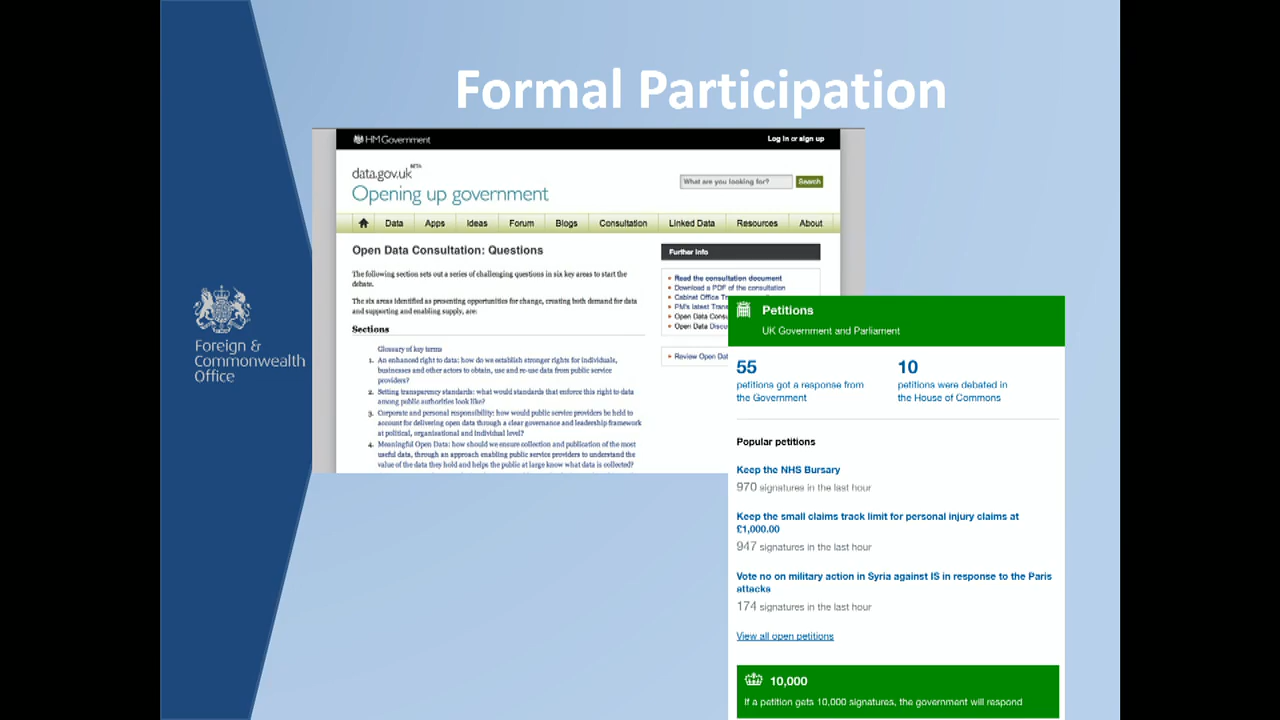 Formal Participation
HM Government
Log in or sign up
data.gov.uk BETA
Opening up government
What are you looking for?
Search
Data
Apps
Ideas
Forum
Blogs
Consultation
Linked Data
Resources
About
Open Data Consultation: Questions
The following section sets out a series of challenging questions in six key areas to start the
debate.
The six areas identified as presenting opportunities for change, creating both demand for data
and supporting and enabling supply, are:
Sections
Glossary of key terms
1. An enhanced right to data: how do we establish stronger rights for individuals,
businesses and other actors to obtain, use and re-use data from public service
providers?
2. Setting transparency standards: what would standards that enforce this right to data
among public authorities look like?
3. Corporate and personal responsibility: how would public service providers be held to
account for delivering open data through a clear governance and leadership framework
at political, organisational and individual level?
4. Meaningful Open Data: how should we ensure collection and publication of the most
useful data, through an approach enabling public service providers to understand the
value of the data they hold and helps the public at large know what data is collected?
Further info
Read the consultation document
Download a PDF of the consultation
Cabinet Office
PM's latest
Open Data
Open Data
Review Open
Foreign &
Commonwealth
Office
Petitions
UK Government and Parliament
55
petitions got a response from
the Government
10
petitions were debated in
the House of Commons
Popular petitions
Keep the NHS Bursary
970 signatures in the last hour
Keep the small claims track limit for personal injury claims at
£1,000.00
947 signatures in the last hour
Vote no on military action in Syria against IS in response to the Paris
attacks
174 signatures in the last hour
View all open petitions
10,000
If a petition gets 10,000 signatures, the government will respond